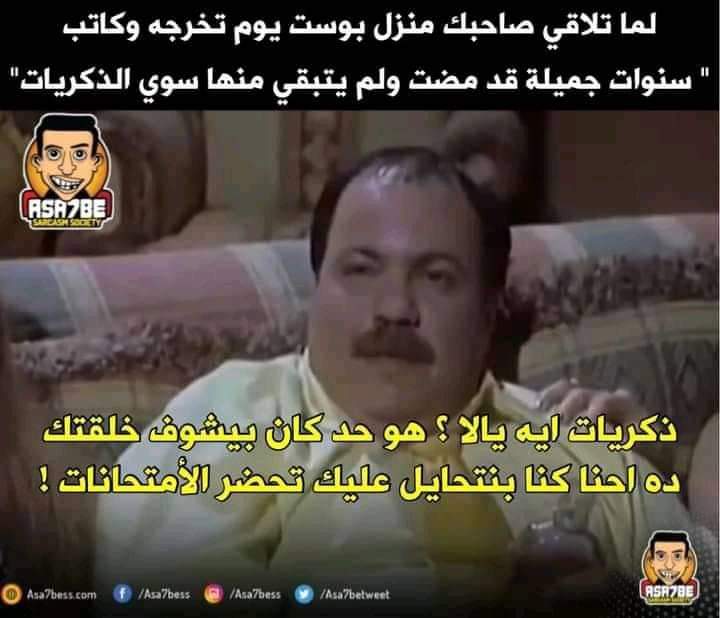 لما تلاقي صاحبك منزل بوست يوم تخرجه وكاتب
" سنوات جميلة قد مضت ولم يتبقي منها سوي الذكريات"
ASA7BE
SARCASM SOCIETY
ذكريات ايه يالا ؟ هو حد كان بيشوف خلقتك
ده احنا كنا بنتحايل عليك تحضر الأمتحانات !
Asa7bess.com /Asa7bess /Asa7bess /Asa7betweet
ASA7BE
SARCASM SOCIETY